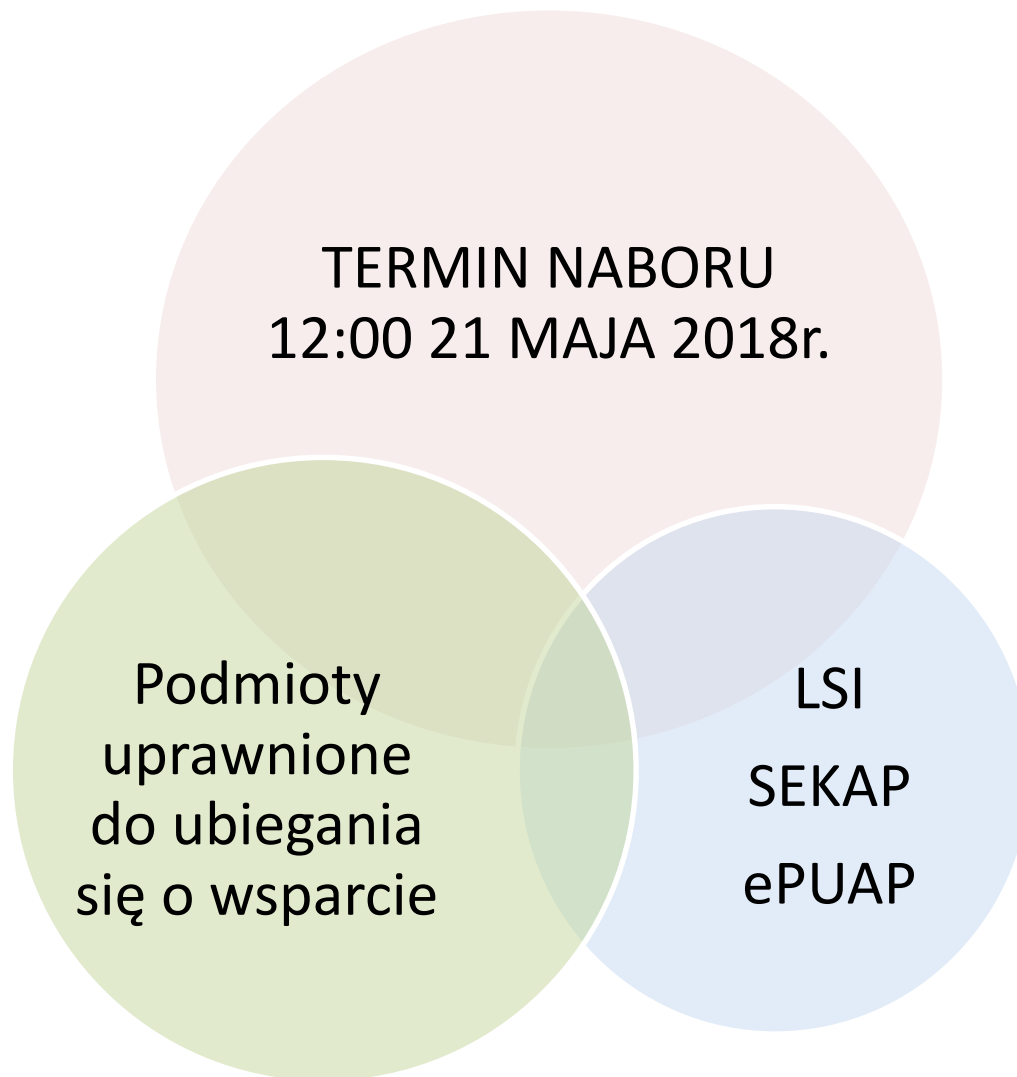 TERMIN NABORU
12:00 21 MAJA 2018r.
Podmioty
uprawnione
do ubiegania
się o wsparcie
LSI
SEKAP
ePUAP